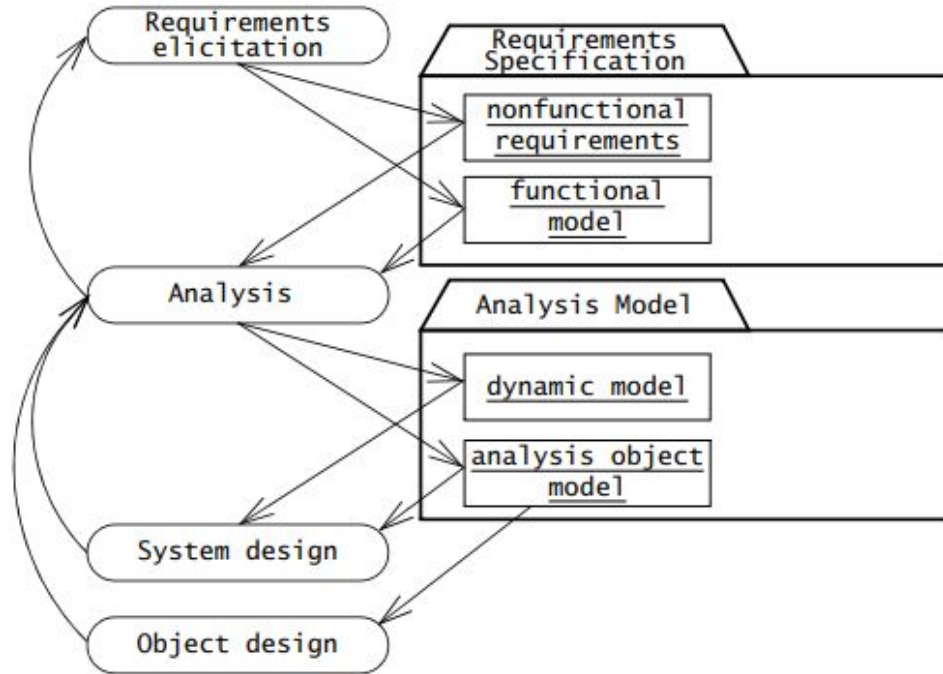 Requirements
elicitation
Requirements
Specification
nonfunctional
requirements
functional
model
Analysis
Analysis Model
dynamic model
analysis object
model
System design
Object design